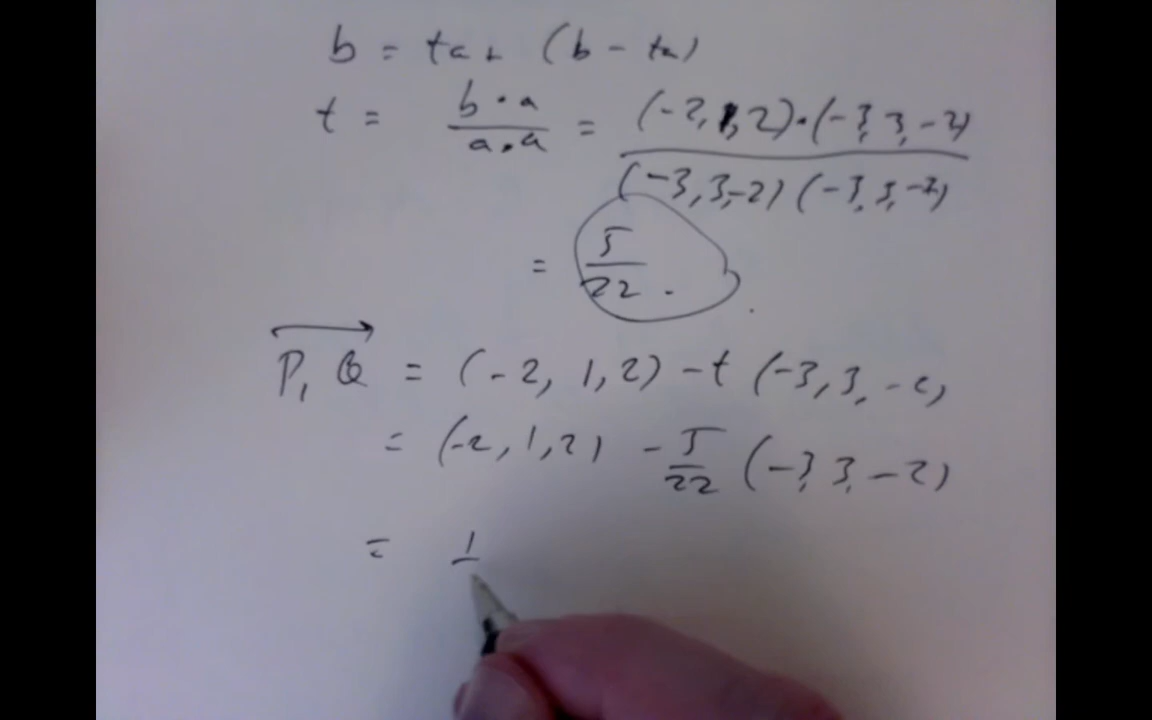 b = ta + (b - ta)
t = b · a / a · a = (-2, 1, 2) · (-3, 3, -2) / (-3, 3, -2) (-3, 3, -2)
= 5/22 .
P₁ Q = (-2, 1, 2) - t (-3, 3, -2)
= (-2, 1, 2) - 5/22 (-3, 3, -2)
= 1